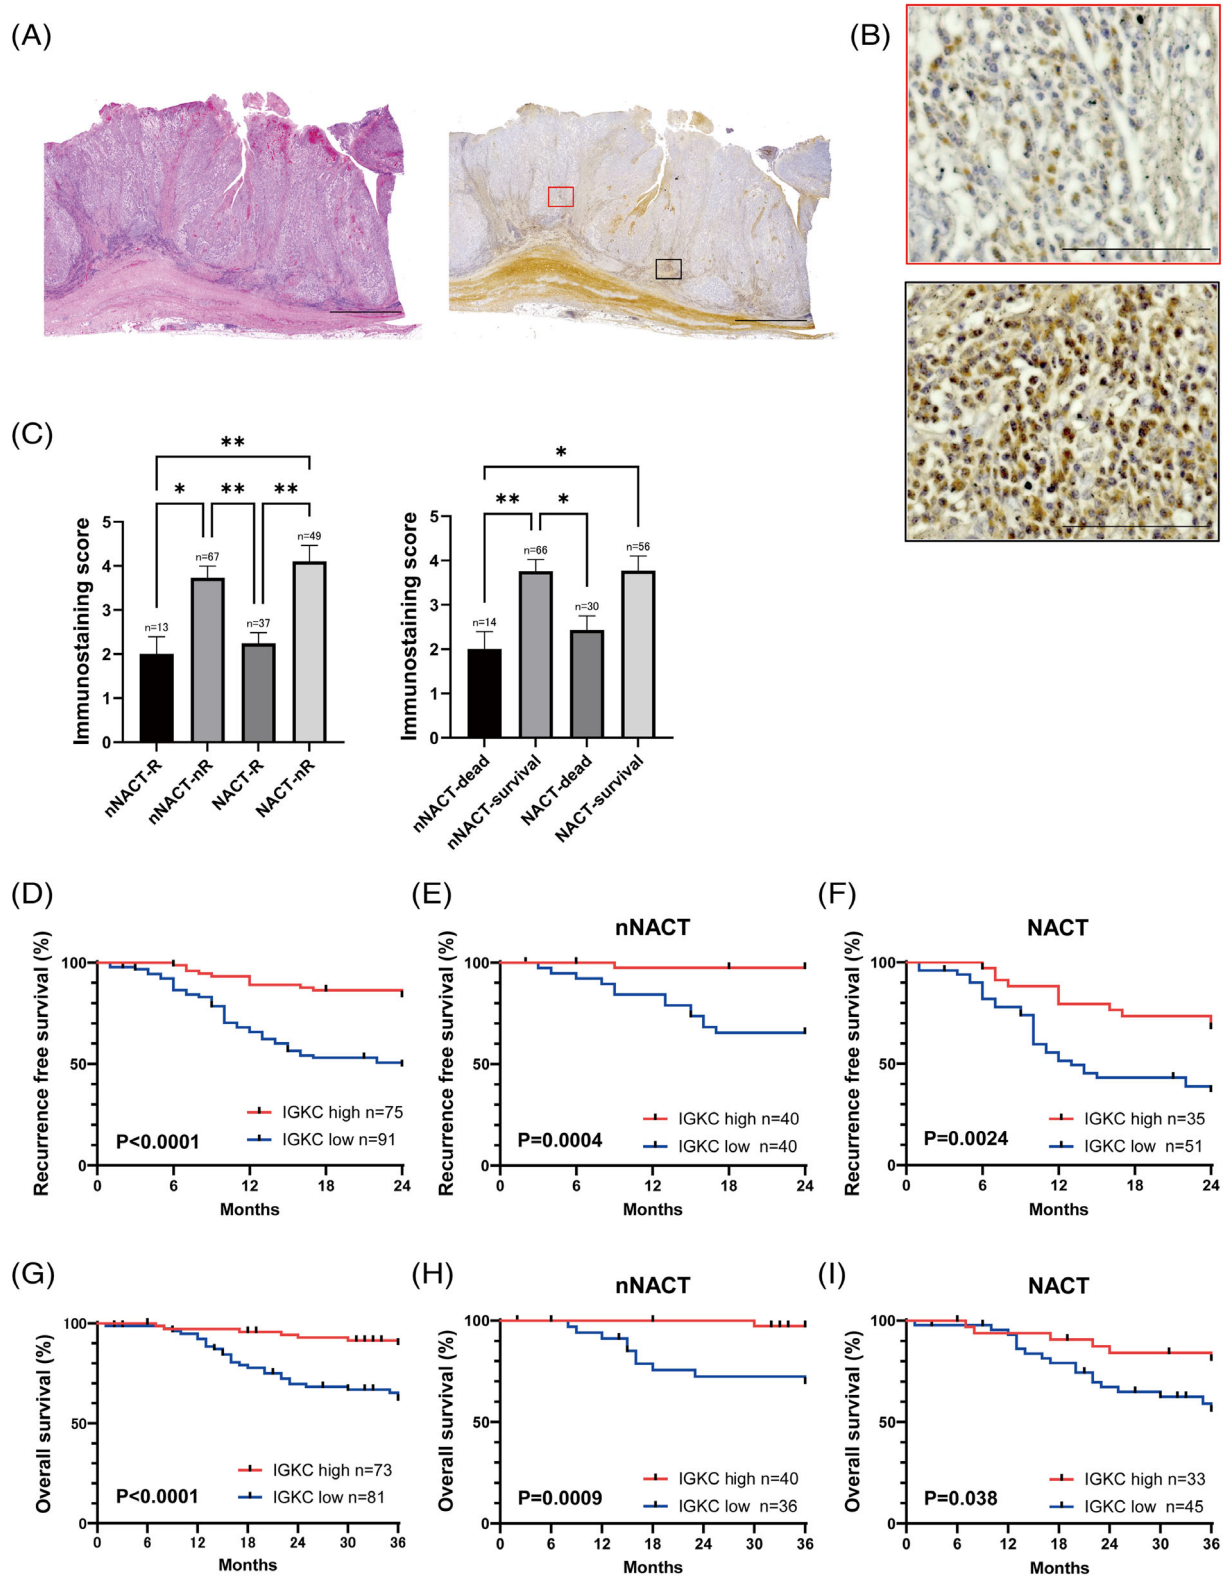 (A)
(B)
(C)
**
* ** **
Immunostaining score
5
4
3
2
1
0
n=13
n=67
n=37
n=49
nNACT-R
nNACT-nR
NACT-R
NACT-nR
*
** *
Immunostaining score
5
4
3
2
1
0
n=14
n=66
n=30
n=56
nNACT-dead
nNACT-survival
NACT-dead
NACT-survival
(D)
Recurrence free survival (%)
100
50
0
IGKC high n=75
IGKC low n=91
P<0.0001
0 6 12 18 24
Months
(E)
nNACT
Recurrence free survival (%)
100
50
0
IGKC high n=40
IGKC low n=40
P=0.0004
0 6 12 18 24
Months
(F)
NACT
Recurrence free survival (%)
100
50
0
IGKC high n=35
IGKC low n=51
P=0.0024
0 6 12 18 24
Months
(G)
Overall survival (%)
100
50
0
IGKC high n=73
IGKC low n=81
P<0.0001
0 6 12 18 24 30 36
Months
(H)
nNACT
Overall survival (%)
100
50
0
IGKC high n=40
IGKC low n=36
P=0.0009
0 6 12 18 24 30 36
Months
(I)
NACT
Overall survival (%)
100
50
0
IGKC high n=33
IGKC low n=45
P=0.038
0 6 12 18 24 30 36
Months